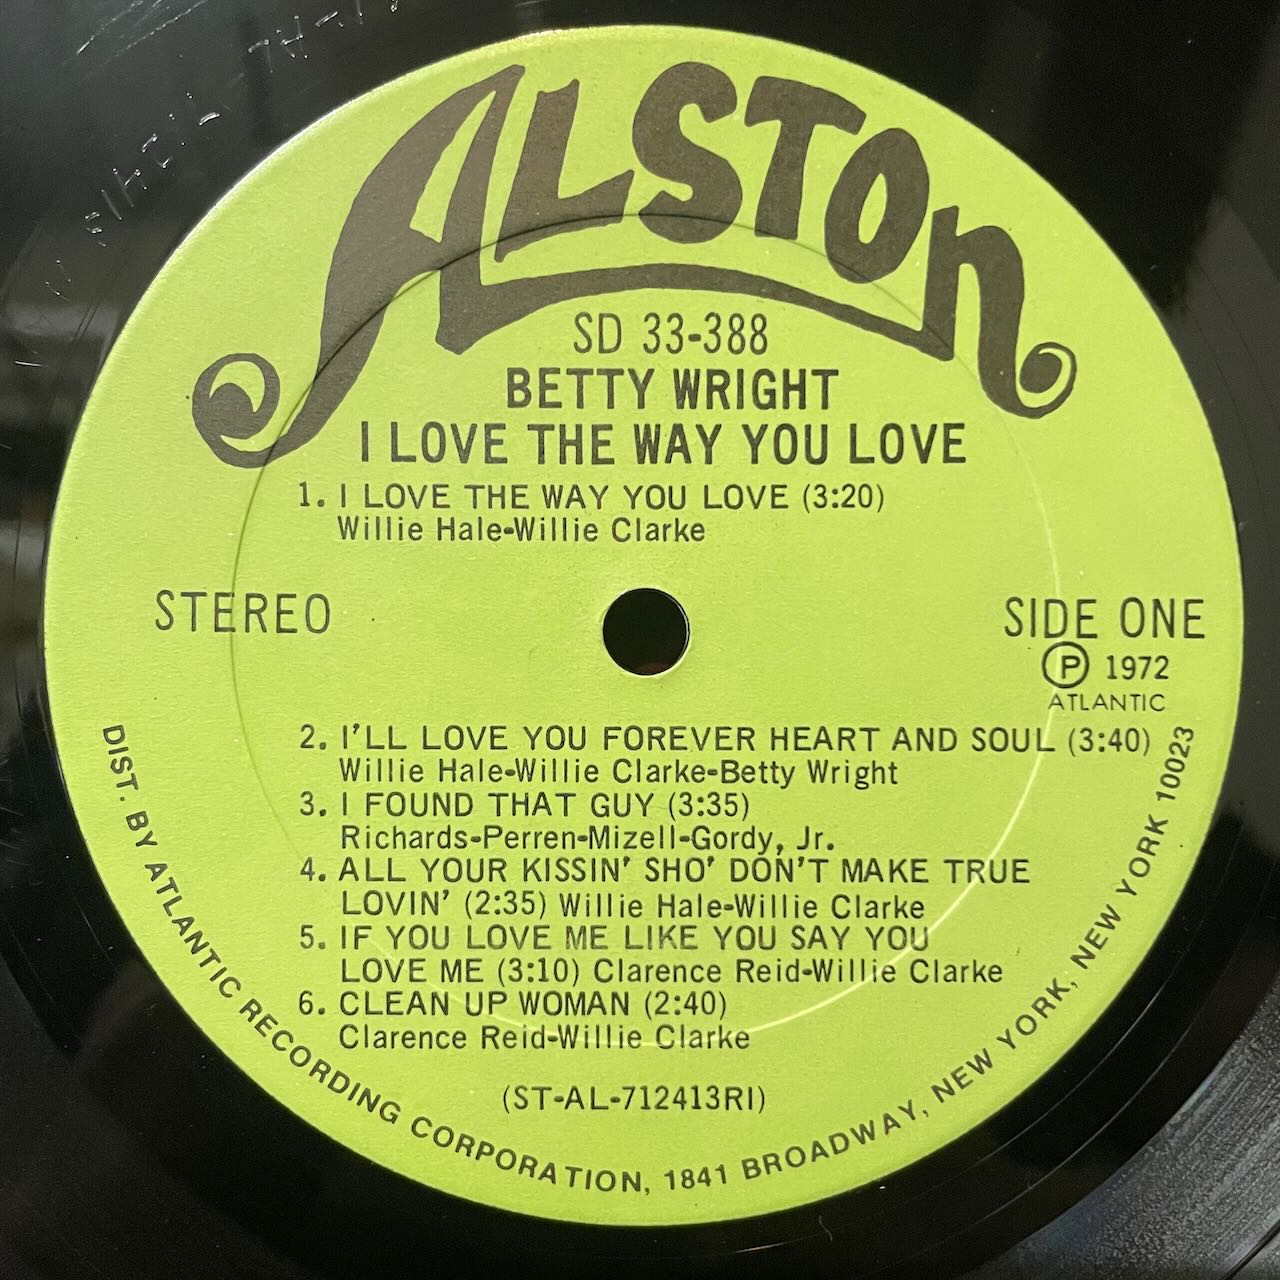 ALSTON
SD 33-388
BETTY WRIGHT
I LOVE THE WAY YOU LOVE
1. I LOVE THE WAY YOU LOVE (3:20)
Willie Hale-Willie Clarke
STEREO
SIDE ONE
Ⓟ 1972
ATLANTIC
2. I'LL LOVE YOU FOREVER HEART AND SOUL (3:40)
Willie Hale-Willie Clarke-Betty Wright
3. I FOUND THAT GUY (3:35)
Richards-Perren-Mizell-Gordy, Jr.
4. ALL YOUR KISSIN' SHO' DON'T MAKE TRUE
LOVIN' (2:35) Willie Hale-Willie Clarke
5. IF YOU LOVE ME LIKE YOU SAY YOU
LOVE ME (3:10) Clarence Reid-Willie Clarke
6. CLEAN UP WOMAN (2:40)
Clarence Reid-Willie Clarke
(ST-AL-712413RI)
DIST. BY ATLANTIC RECORDING CORPORATION, 1841 BROADWAY, NEW YORK, NEW YORK 10023